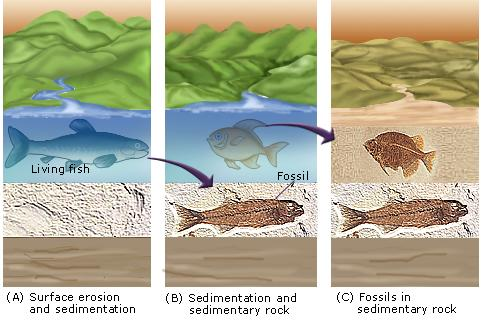 Living fish
Fossil
(A) Surface erosion
and sedimentation
(B) Sedimentation and
sedimentary rock
(C) Fossils in
sedimentary rock